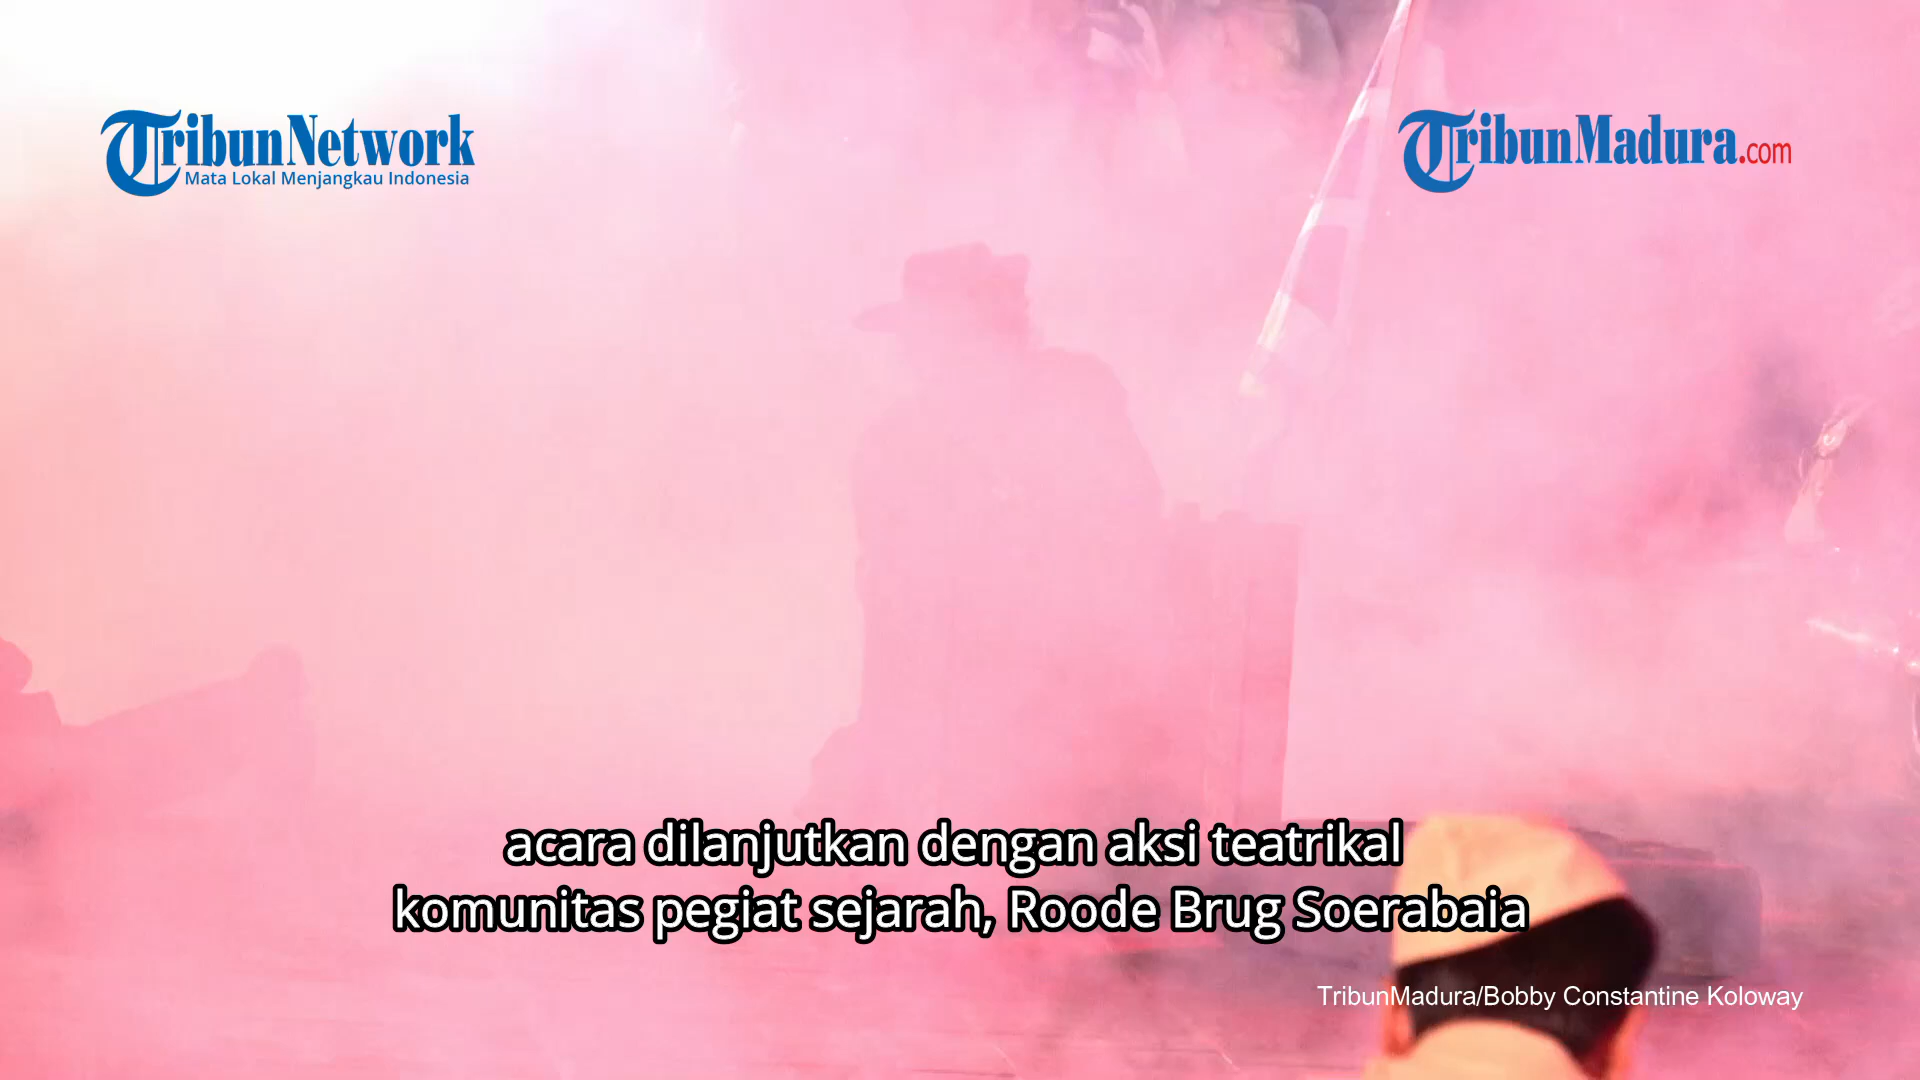 TribunNetwork
Mata Lokal Menjangkau Indonesia
TribunMadura.com
acara dilanjutkan dengan aksi teatrikal
komunitas pegiat sejarah, Roode Brug Soerabaia
TribunMadura/Bobby Constantine Koloway